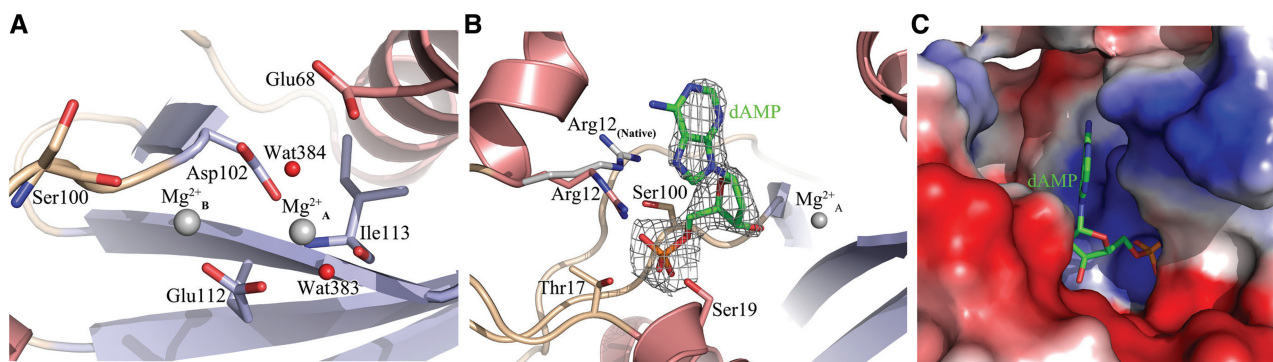 A
Glu68
Wat384
Asp102
Ser100
Mg²⁺B
Mg²⁺A
Ile113
Wat383
Glu112
B
dAMP
Arg12(Native)
Arg12
Ser100
Mg²⁺A
Thr17
Ser19
C
dAMP